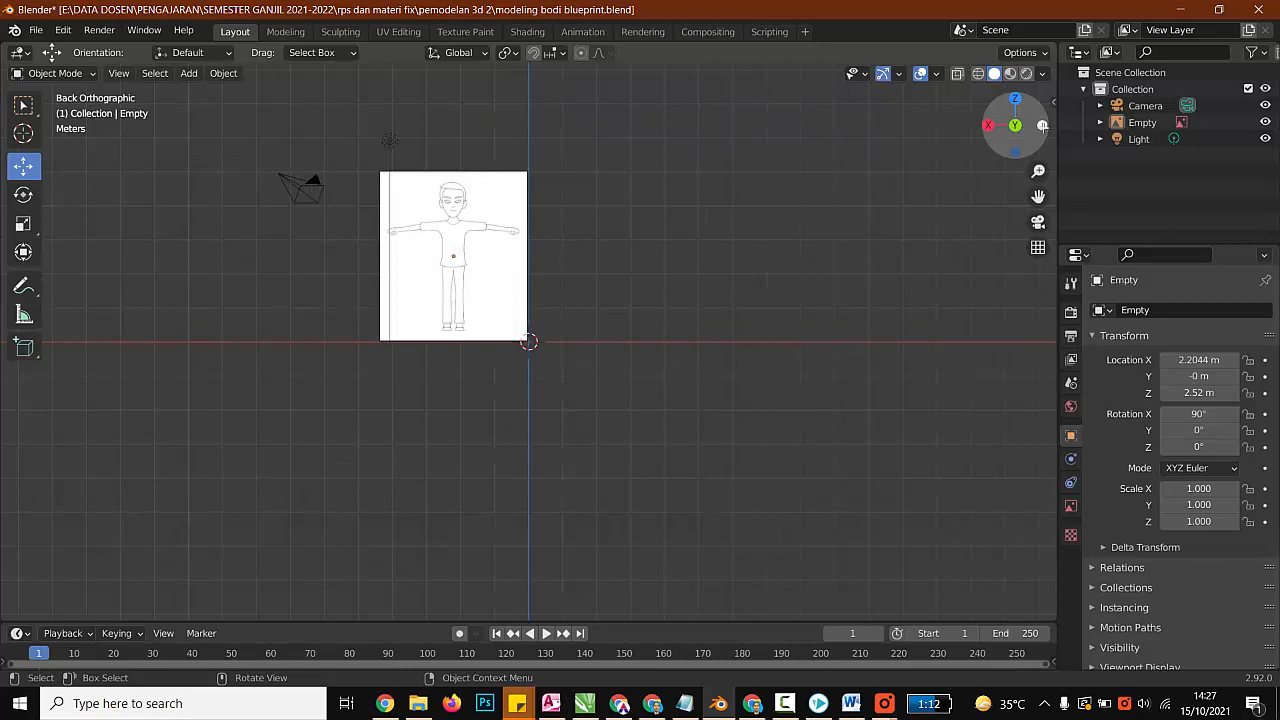 Blender* [E:\DATA DOSEN\PENGAJARAN\SEMESTER GANJIL 2021-2022\rps dan materi fix\pemodelan 3d 2\modeling bodi blueprint.blend]
File Edit Render Window Help Layout Modeling Sculpting UV Editing Texture Paint Shading Animation Rendering Compositing Scripting + Scene View Layer
Orientation: Default Drag: Select Box Global Options
Object Mode View Select Add Object
Scene Collection
Collection
Camera
Empty
Light
Back Orthographic
(1) Collection | Empty
Meters
Z
X
Y
Empty
Empty
Transform
Location X 2.2044 m
Y -0 m
Z 2.52 m
Rotation X 90°
Y 0°
Z 0°
Mode XYZ Euler
Scale X 1.000
Y 1.000
Z 1.000
Delta Transform
Relations
Collections
Instancing
Motion Paths
Visibility
Viewport Display
Playback Keying View Marker 1 Start 1 End 250
1 10 20 30 40 50 60 70 80 90 100 110 120 130 140 150 160 170 180 190 200 210 220 230 240 250
Select Box Select Rotate View Object Context Menu 2.92.0
Type here to search
1:12
35°C
14:27
15/10/2021